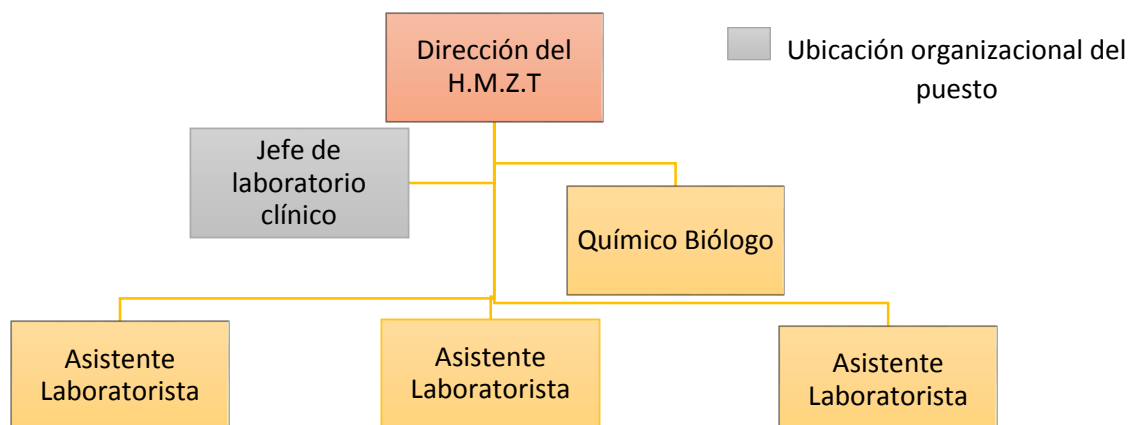 Dirección del
H.M.Z.T
Ubicación organizacional del
puesto
Jefe de
laboratorio
clínico
Químico Biólogo
Asistente
Laboratorista
Asistente
Laboratorista
Asistente
Laboratorista